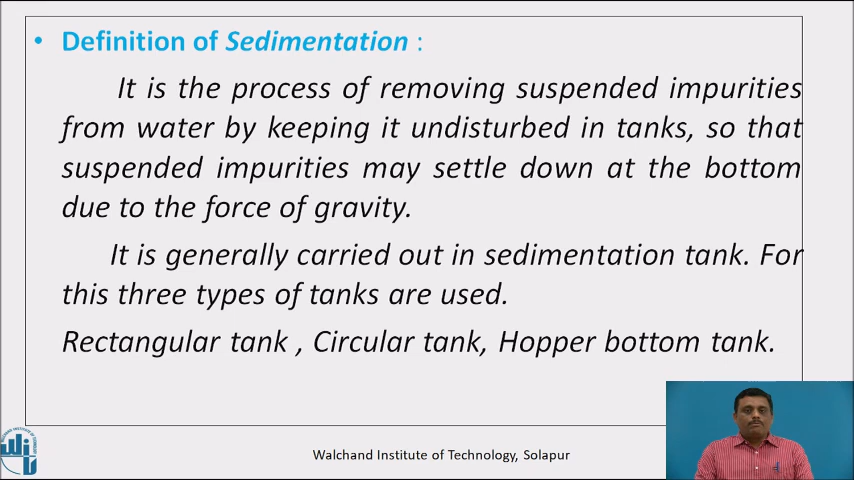 • Definition of Sedimentation :
It is the process of removing suspended impurities
from water by keeping it undisturbed in tanks, so that
suspended impurities may settle down at the bottom
due to the force of gravity.
It is generally carried out in sedimentation tank. For
this three types of tanks are used.
Rectangular tank , Circular tank, Hopper bottom tank.
Walchand Institute of Technology, Solapur